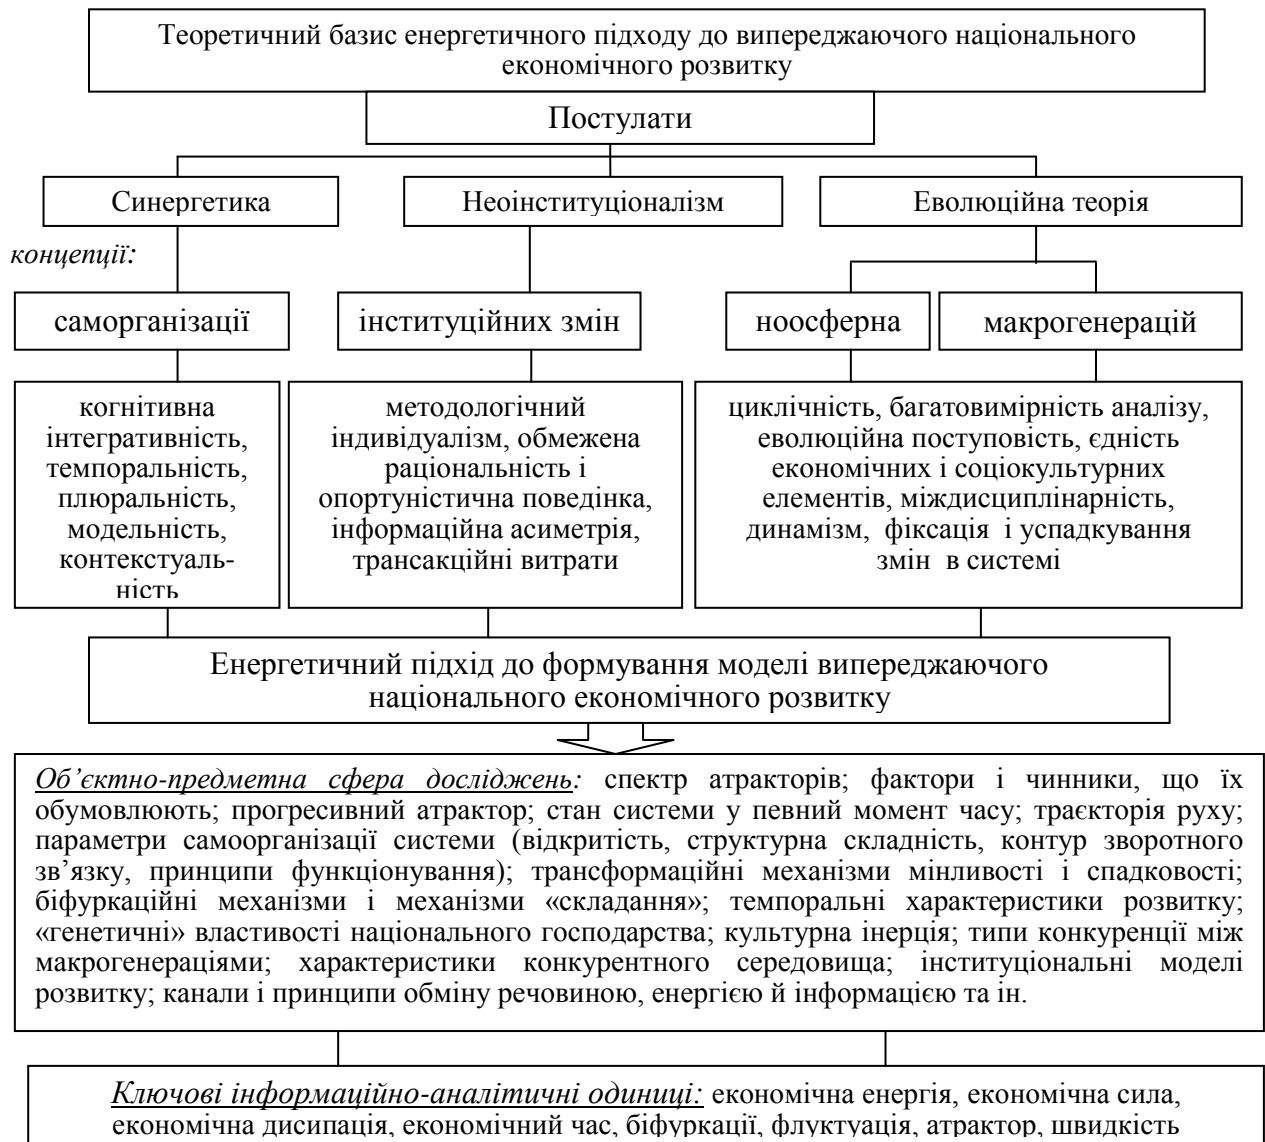 Теоретичний базис енергетичного підходу до випереджаючого національного
економічного розвитку
Постулати
Синергетика
Неоінституціоналізм
Еволюційна теорія
концепції:
саморганізації
інституційних змін
ноосферна
макрогенерацій
когнітивна
інтегративність,
темпоральність,
плюральність,
модельність,
контекстуаль-
ність
методологічний
індивідуалізм, обмежена
раціональність і
опортуністична поведінка,
інформаційна асиметрія,
трансакційні витрати
циклічність, багатовимірність аналізу,
еволюційна поступовість, єдність
економічних і соціокультурних
елементів, міждисциплінарність,
динамізм, фіксація і успадкування
змін в системі
Енергетичний підхід до формування моделі випереджаючого
національного економічного розвитку
Об’єктно-предметна сфера досліджень: спектр атракторів; фактори і чинники, що їх
обумовлюють; прогресивний атрактор; стан системи у певний момент часу; траєкторія руху;
параметри самоорганізації системи (відкритість, структурна складність, контур зворотного
зв’язку, принципи функціонування); трансформаційні механізми мінливості і спадковості;
біфуркаційні механізми і механізми «складання»; темпоральні характеристики розвитку;
«генетичні» властивості національного господарства; культурна інерція; типи конкуренції між
макрогенераціями; характеристики конкурентного середовища; інституціональні моделі
розвитку; канали і принципи обміну речовиною, енергією й інформацією та ін.
Ключові інформаційно-аналітичні одиниці: економічна енергія, економічна сила,
економічна дисипація, економічний час, біфуркації, флуктуація, атрактор, швидкість